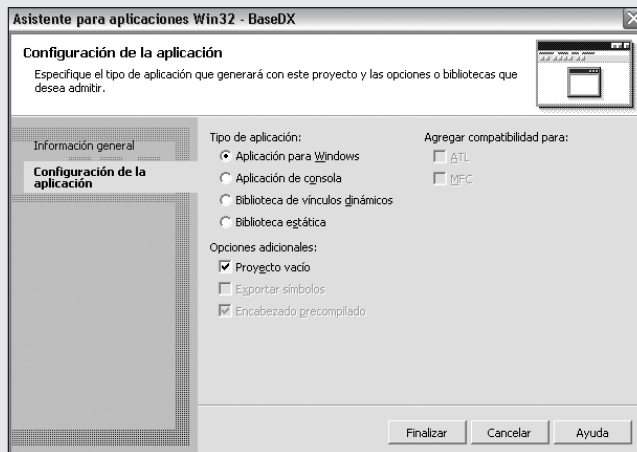 Asistente para aplicaciones Win32 - BaseDX
Configuración de la aplicación
Especifique el tipo de aplicación que generará con este proyecto y las opciones o bibliotecas que
desea admitir.
Información general
Configuración de la
aplicación
Tipo de aplicación:
Aplicación para Windows
Aplicación de consola
Biblioteca de vínculos dinámicos
Biblioteca estática
Opciones adicionales:
Proyecto vacío
Exportar símbolos
Encabezado precompilado
Agregar compatibilidad para:
ATL
MFC
Finalizar
Cancelar
Ayuda